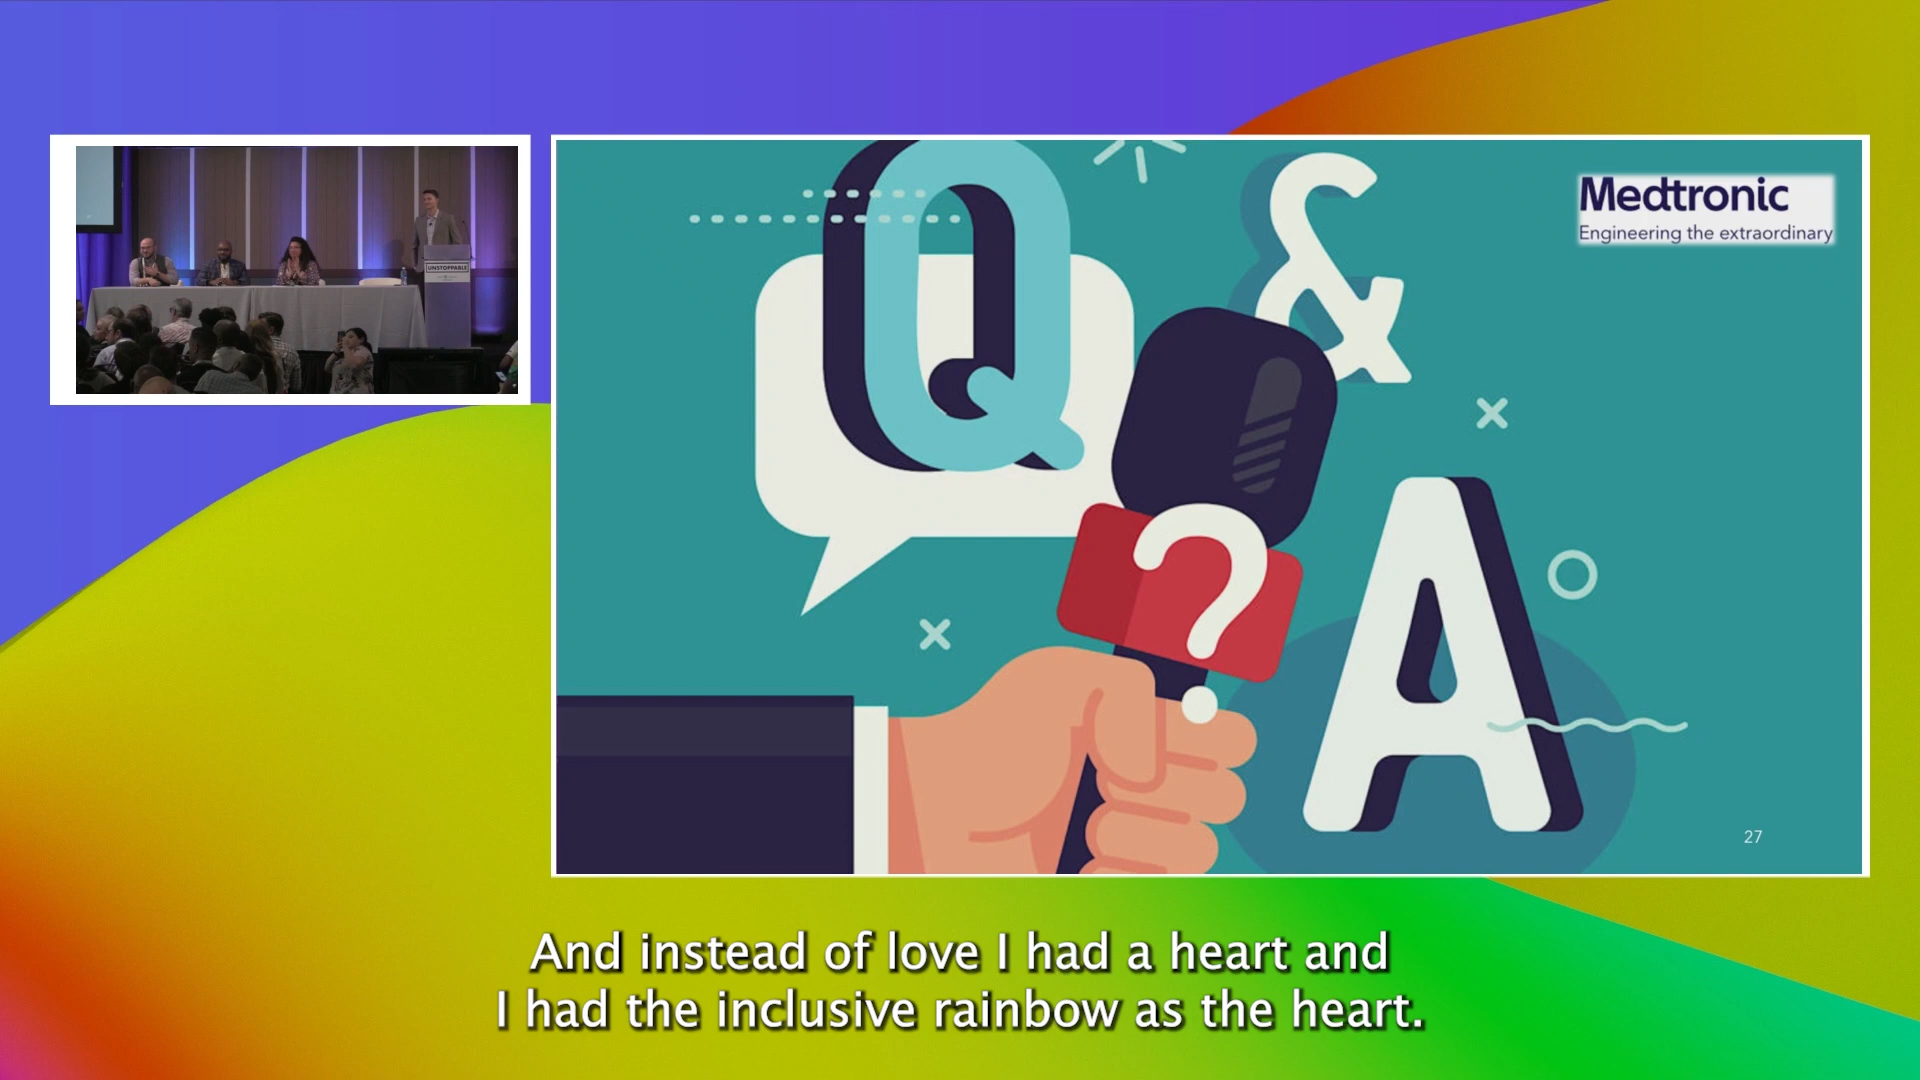 UNSTOPPABLE
Q
&
A
?
Medtronic
Engineering the extraordinary
27
And instead of love I had a heart and
I had the inclusive rainbow as the heart.